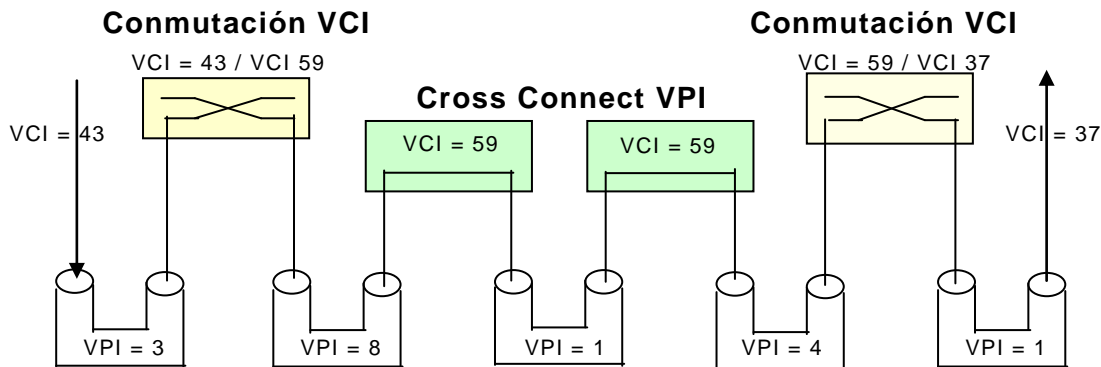 Conmutación VCI
Conmutación VCI
VCI = 43 / VCI 59
VCI = 59 / VCI 37
Cross Connect VPI
VCI = 43
VCI = 59
VCI = 59
VCI = 37
VPI = 3
VPI = 8
VPI = 1
VPI = 4
VPI = 1